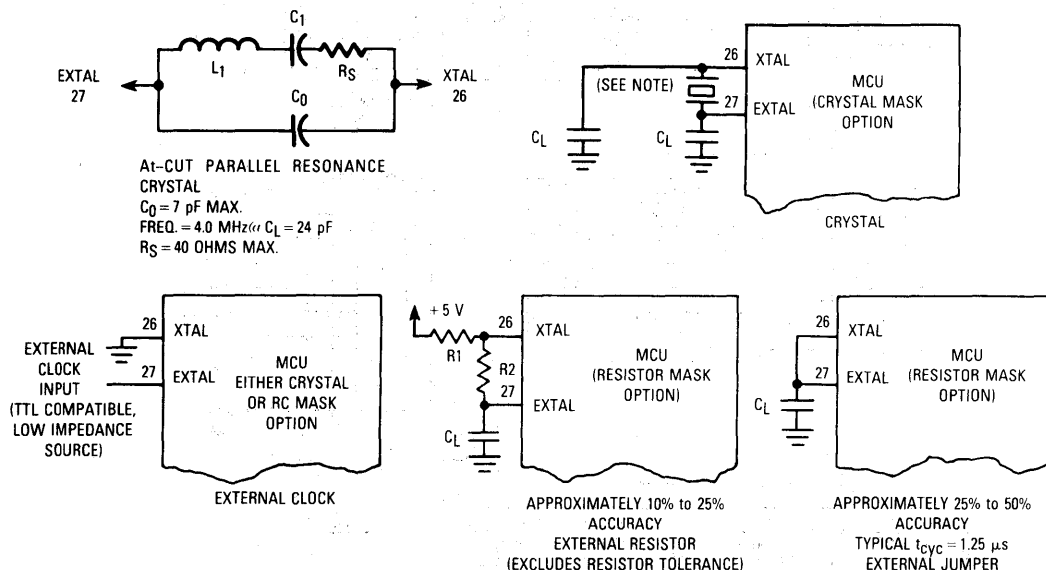 C1
L1
RS
EXTAL
27
XTAL
26
C0
At-CUT PARALLEL RESONANCE
CRYSTAL
C0 = 7 pF MAX.
FREQ. = 4.0 MHz @ CL = 24 pF
RS = 40 OHMS MAX.
(SEE NOTE)
CL
CL
26
XTAL
27
EXTAL
MCU
(CRYSTAL MASK
OPTION
CRYSTAL
EXTERNAL
CLOCK
INPUT
(TTL COMPATIBLE,
LOW IMPEDANCE
SOURCE)
26
XTAL
27
EXTAL
MCU
EITHER CRYSTAL
OR RC MASK
OPTION
EXTERNAL CLOCK
+5 V
R1
R2
CL
26
XTAL
27
EXTAL
MCU
(RESISTOR MASK
OPTION)
APPROXIMATELY 10% to 25%
ACCURACY
EXTERNAL RESISTOR
(EXCLUDES RESISTOR TOLERANCE)
CL
26
XTAL
27
EXTAL
MCU
(RESISTOR MASK
OPTION)
APPROXIMATELY 25% to 50%
ACCURACY
TYPICAL tcyc = 1.25 µs
EXTERNAL JUMPER